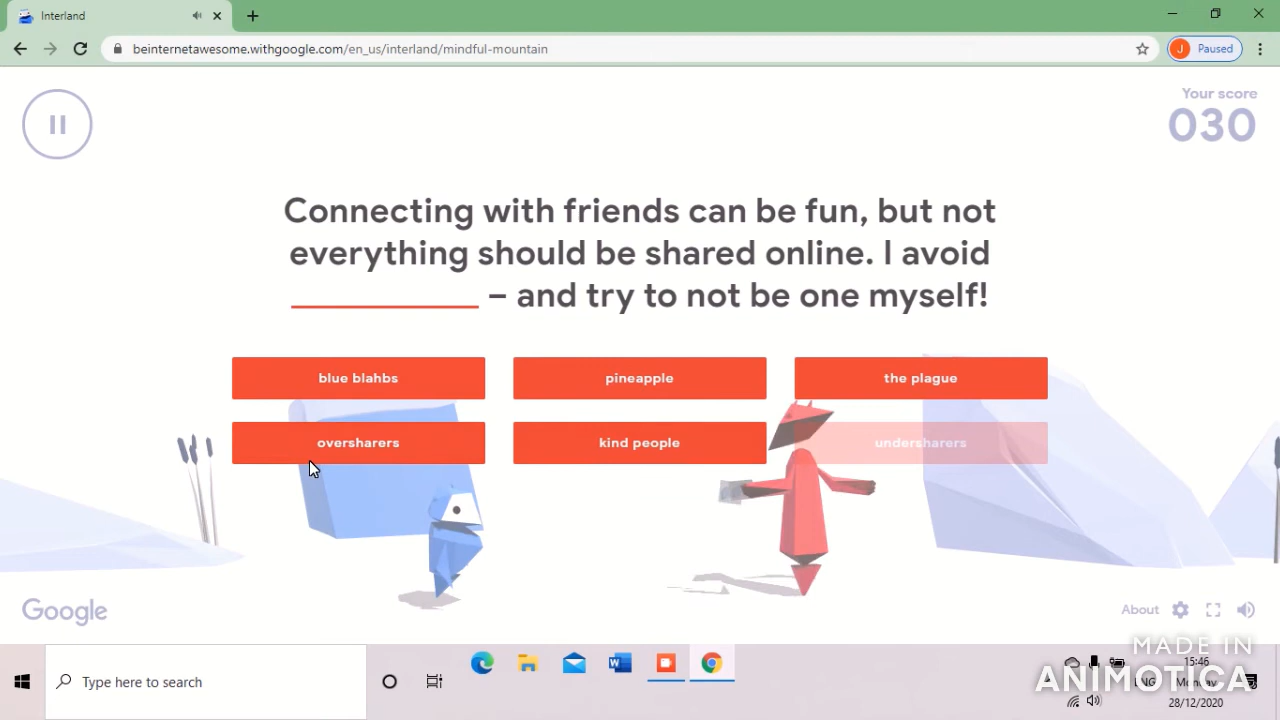 Interland
beinternetawesome.withgoogle.com/en_us/interland/mindful-mountain
J Paused
Your score
030
Connecting with friends can be fun, but not
everything should be shared online. I avoid
– and try to not be one myself!
blue blahbs
pineapple
the plague
oversharers
kind people
undersharers
Google
About
MADE IN
ANIMOTICA
Type here to search
15:46
ENG Monday
28/12/2020